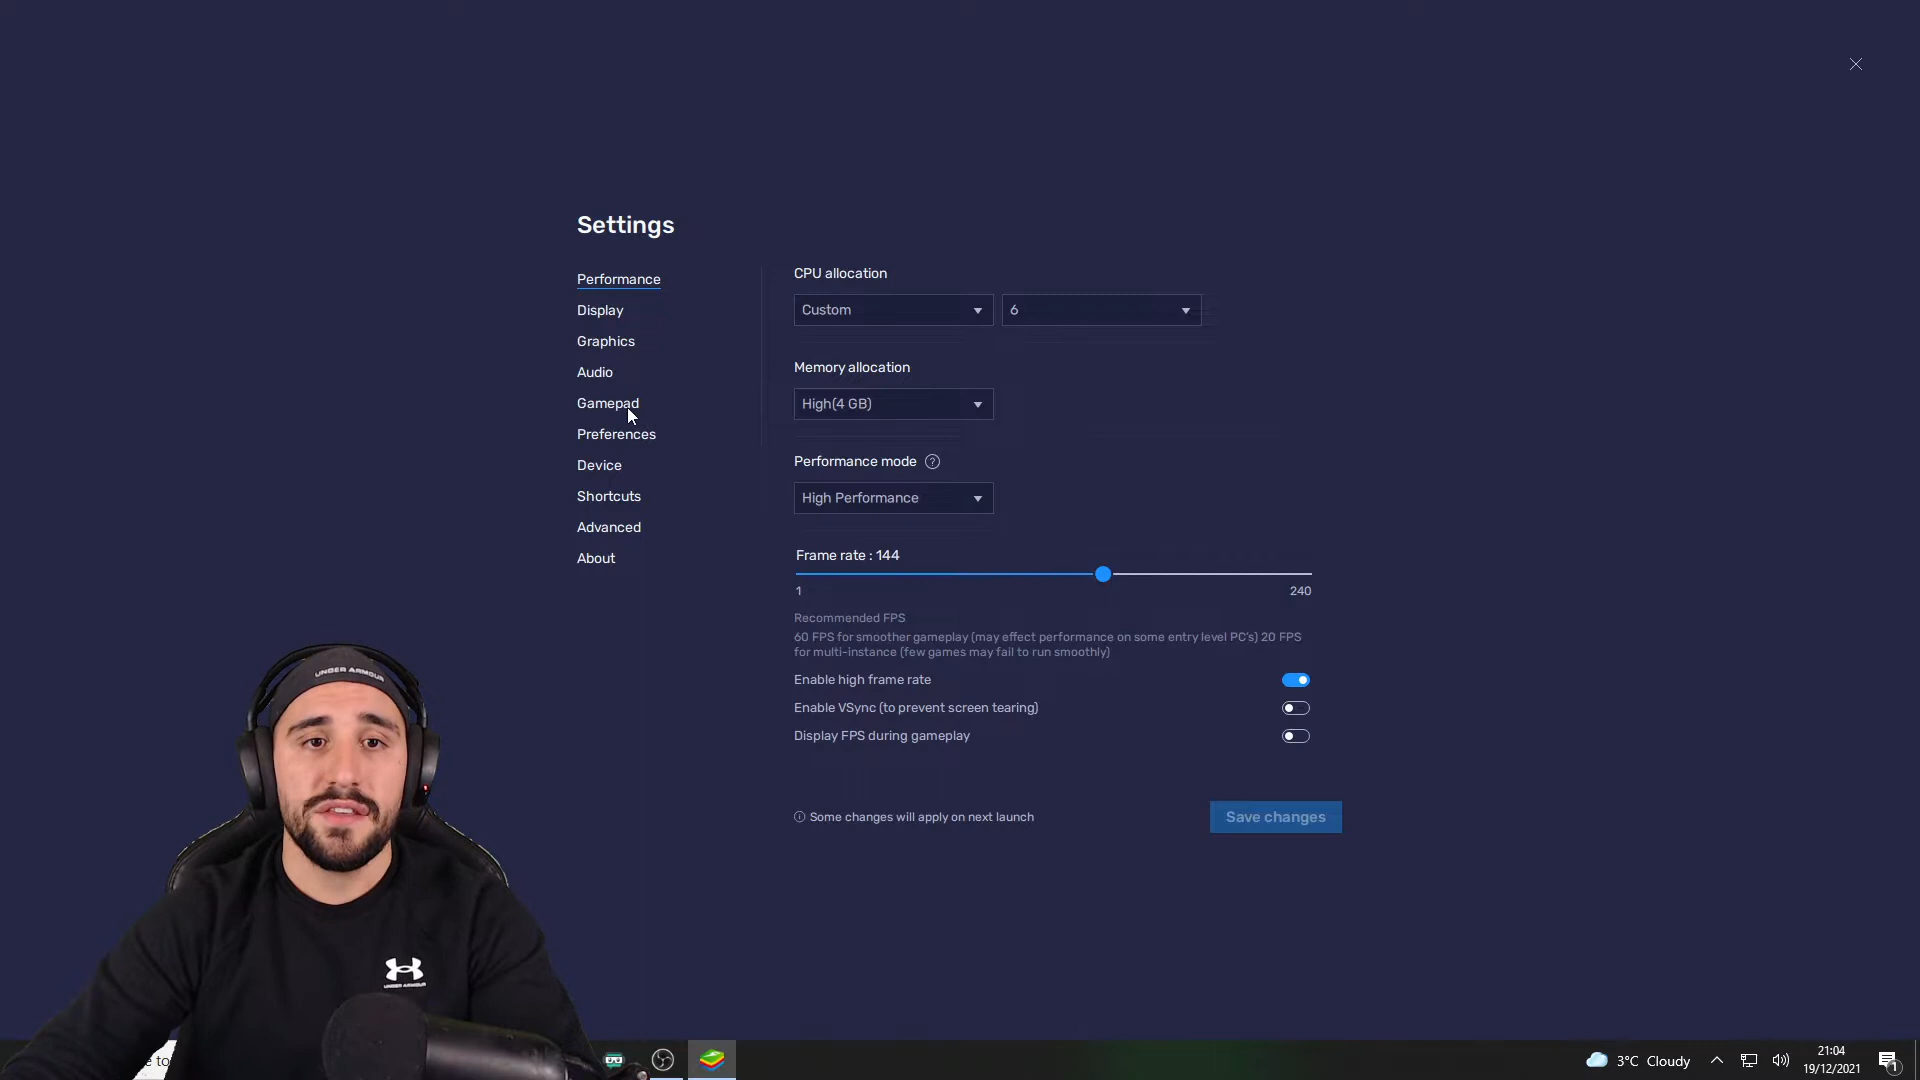 Settings
Performance
Display
Graphics
Audio
Gamepad
Preferences
Device
Shortcuts
Advanced
About
CPU allocation
Custom
6
Memory allocation
High(4 GB)
Performance mode
High Performance
Frame rate : 144
1
240
Recommended FPS
60 FPS for smoother gameplay (may effect performance on some entry level PC's) 20 FPS
for multi-instance (few games may fail to run smoothly)
Enable high frame rate
Enable VSync (to prevent screen tearing)
Display FPS during gameplay
Some changes will apply on next launch
Save changes
UNDER ARMOUR
UNDER ARMOUR
3°C Cloudy
21:04
19/12/2021
1